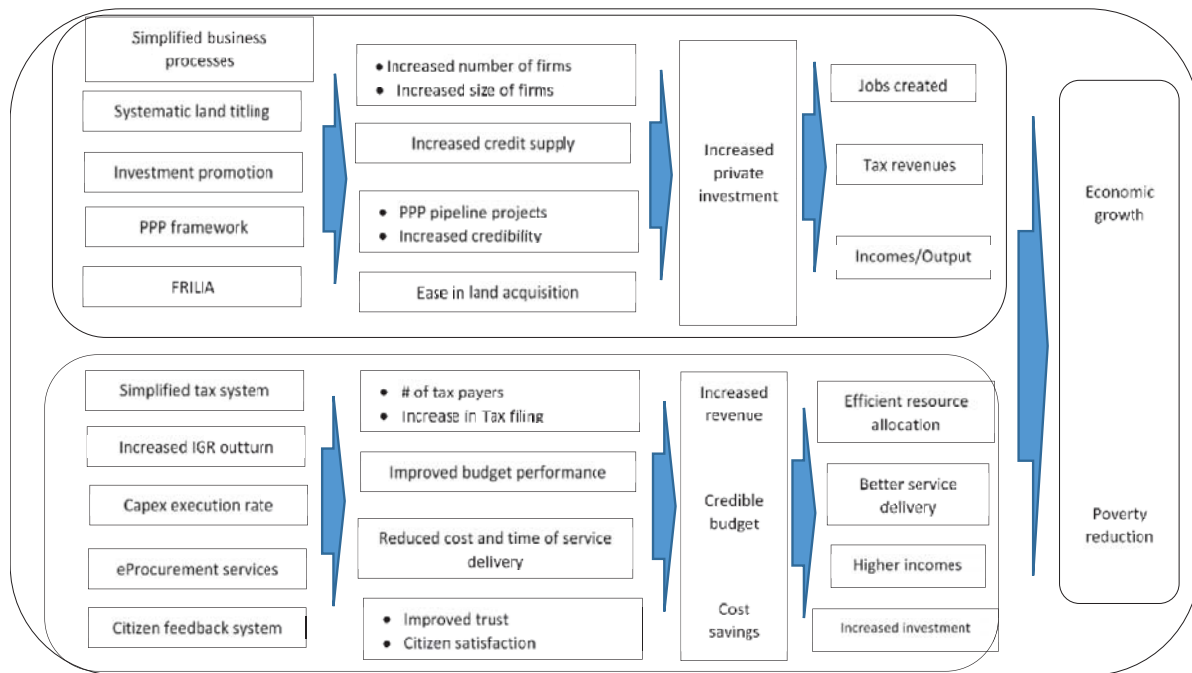 Simplified business
processes
Systematic land titling
Investment promotion
PPP framework
FRILIA
• Increased number of firms
• Increased size of firms
Increased credit supply
• PPP pipeline projects
• Increased credibility
Ease in land acquisition
Increased
private
investment
Jobs created
Tax revenues
Incomes/Output
Simplified tax system
Increased IGR outturn
Capex execution rate
eProcurement services
Citizen feedback system
• # of tax payers
• Increase in Tax filing
Improved budget performance
Reduced cost and time of service
delivery
• Improved trust
• Citizen satisfaction
Increased
revenue
Credible
budget
Cost
savings
Efficient resource
allocation
Better service
delivery
Higher incomes
Increased investment
Economic
growth
Poverty
reduction